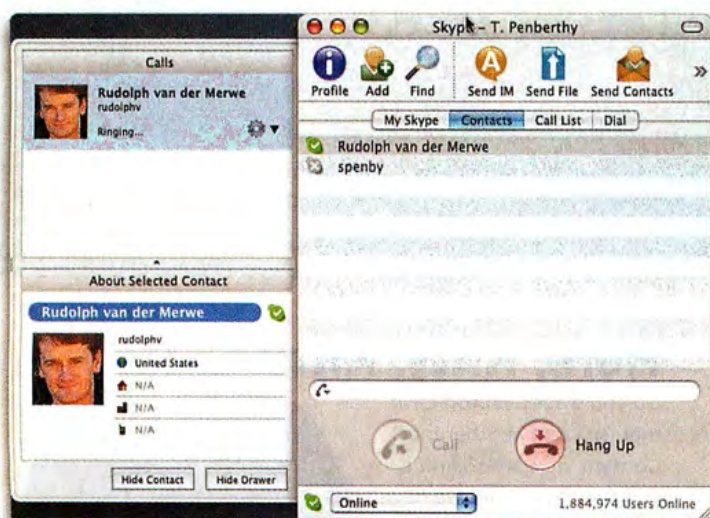 Calls
Rudolph van der Merwe
rudolphv
Ringing...
About Selected Contact
Rudolph van der Merwe
rudolphv
United States
N/A
N/A
N/A
Hide Contact
Hide Drawer
Skype – T. Penberthy
Profile Add Find Send IM Send File Send Contacts »
My Skype Contacts Call List Dial
Rudolph van der Merwe
spenby
Call
Hang Up
Online
1,884,974 Users Online